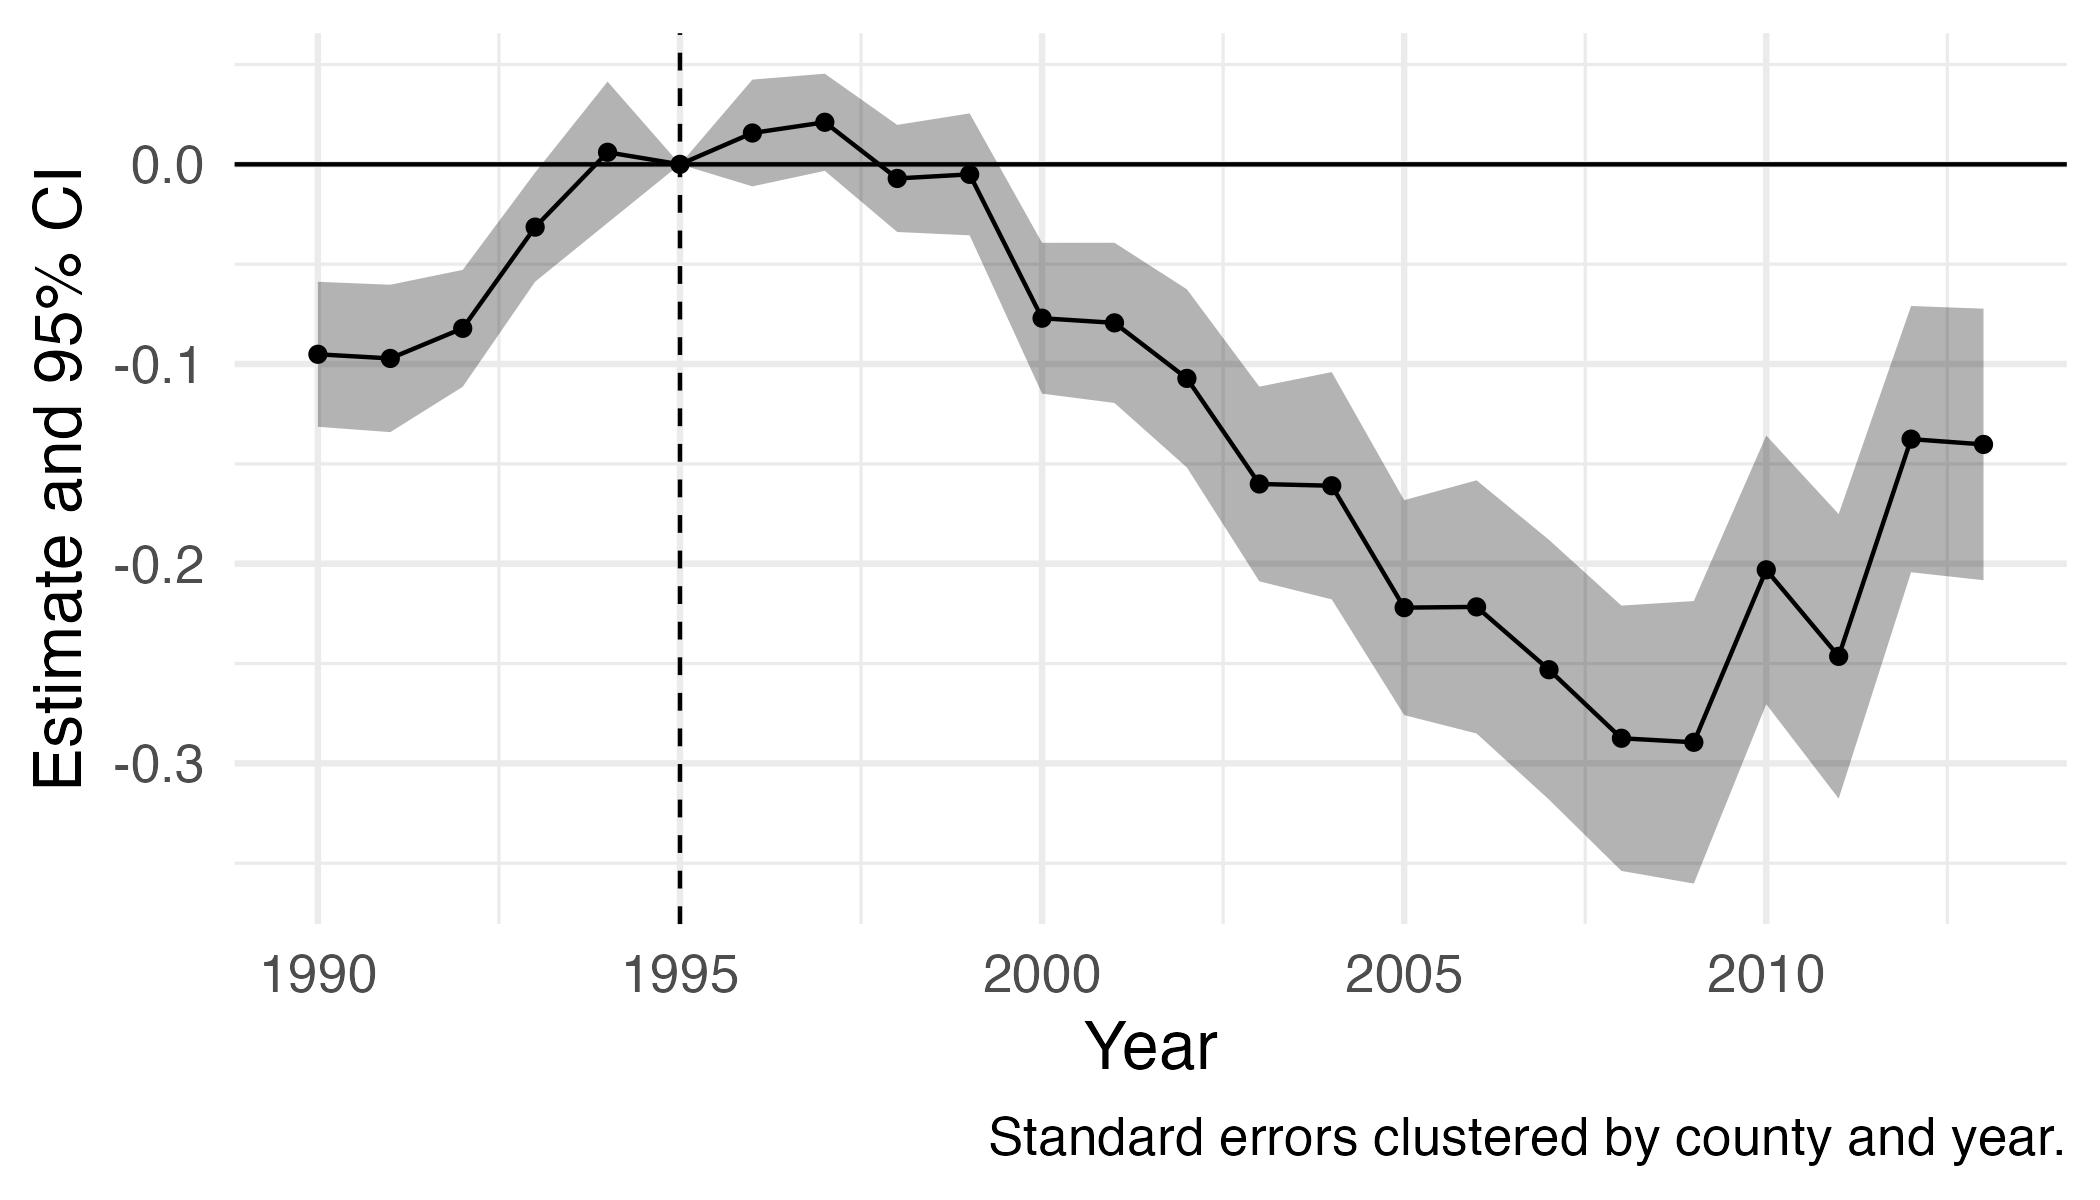 Estimate and 95% CI
0.0
-0.1
-0.2
-0.3
1990 1995 2000 2005 2010
Year
Standard errors clustered by county and year.